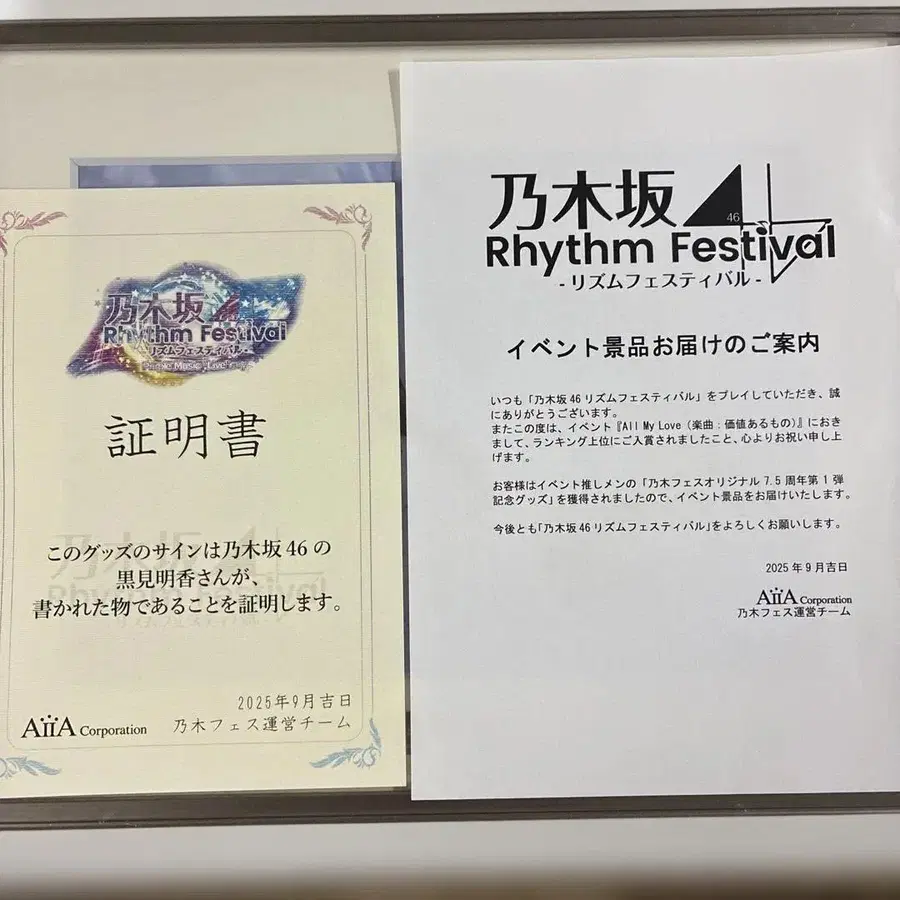 乃木坂
46
Rhythm Festival
-リズムフェスティバル-
証明書
このグッズのサインは乃木坂46の
黒見明香さんが、
書かれた物であることを証明します。
2025年9月吉日
AiiA Corporation
乃木フェス運営チーム
乃木坂
46
Rhythm Festival
-リズムフェスティバル-
イベント景品お届けのご案内
いつも「乃木坂46リズムフェスティバル」をプレイしていただき、誠
にありがとうございます。
またこの度は、イベント『All My Love（楽曲：価値あるもの）』におき
まして、ランキング上位にご入賞されましたこと、心よりお祝い申し上
げます。
お客様はイベント推しメンの「乃木フェスオリジナル7.5周年第1弾
記念グッズ」を獲得されましたので、イベント景品をお届けいたします。
今後とも「乃木坂46リズムフェスティバル」をよろしくお願いします。
2025年9月吉日
AiiA Corporation
乃木フェス運営チーム